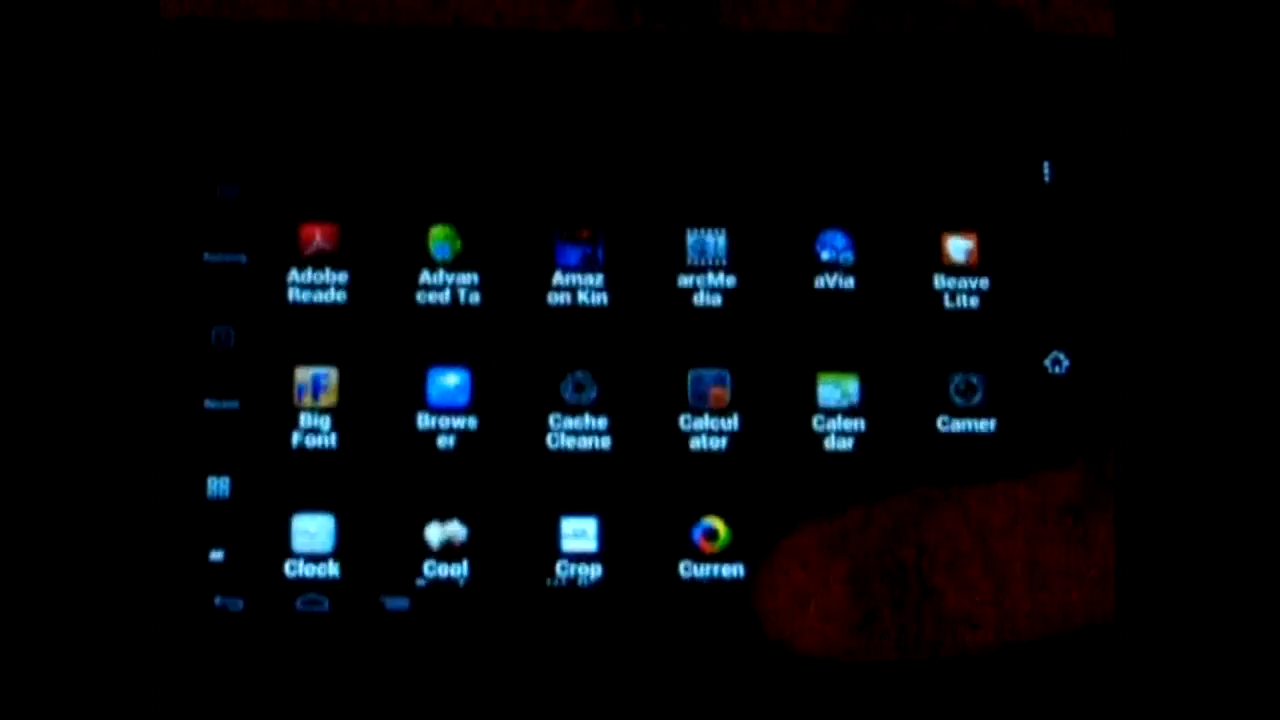 Adobe
Reade
Advan
ced Ta
Amaz
on Kin
arcMe
dia
aVia
Beave
Lite
Big
Font
Brows
er
Cache
Cleane
Calcul
ator
Calen
dar
Camer
Clock
Cool
Crop
Curren
All